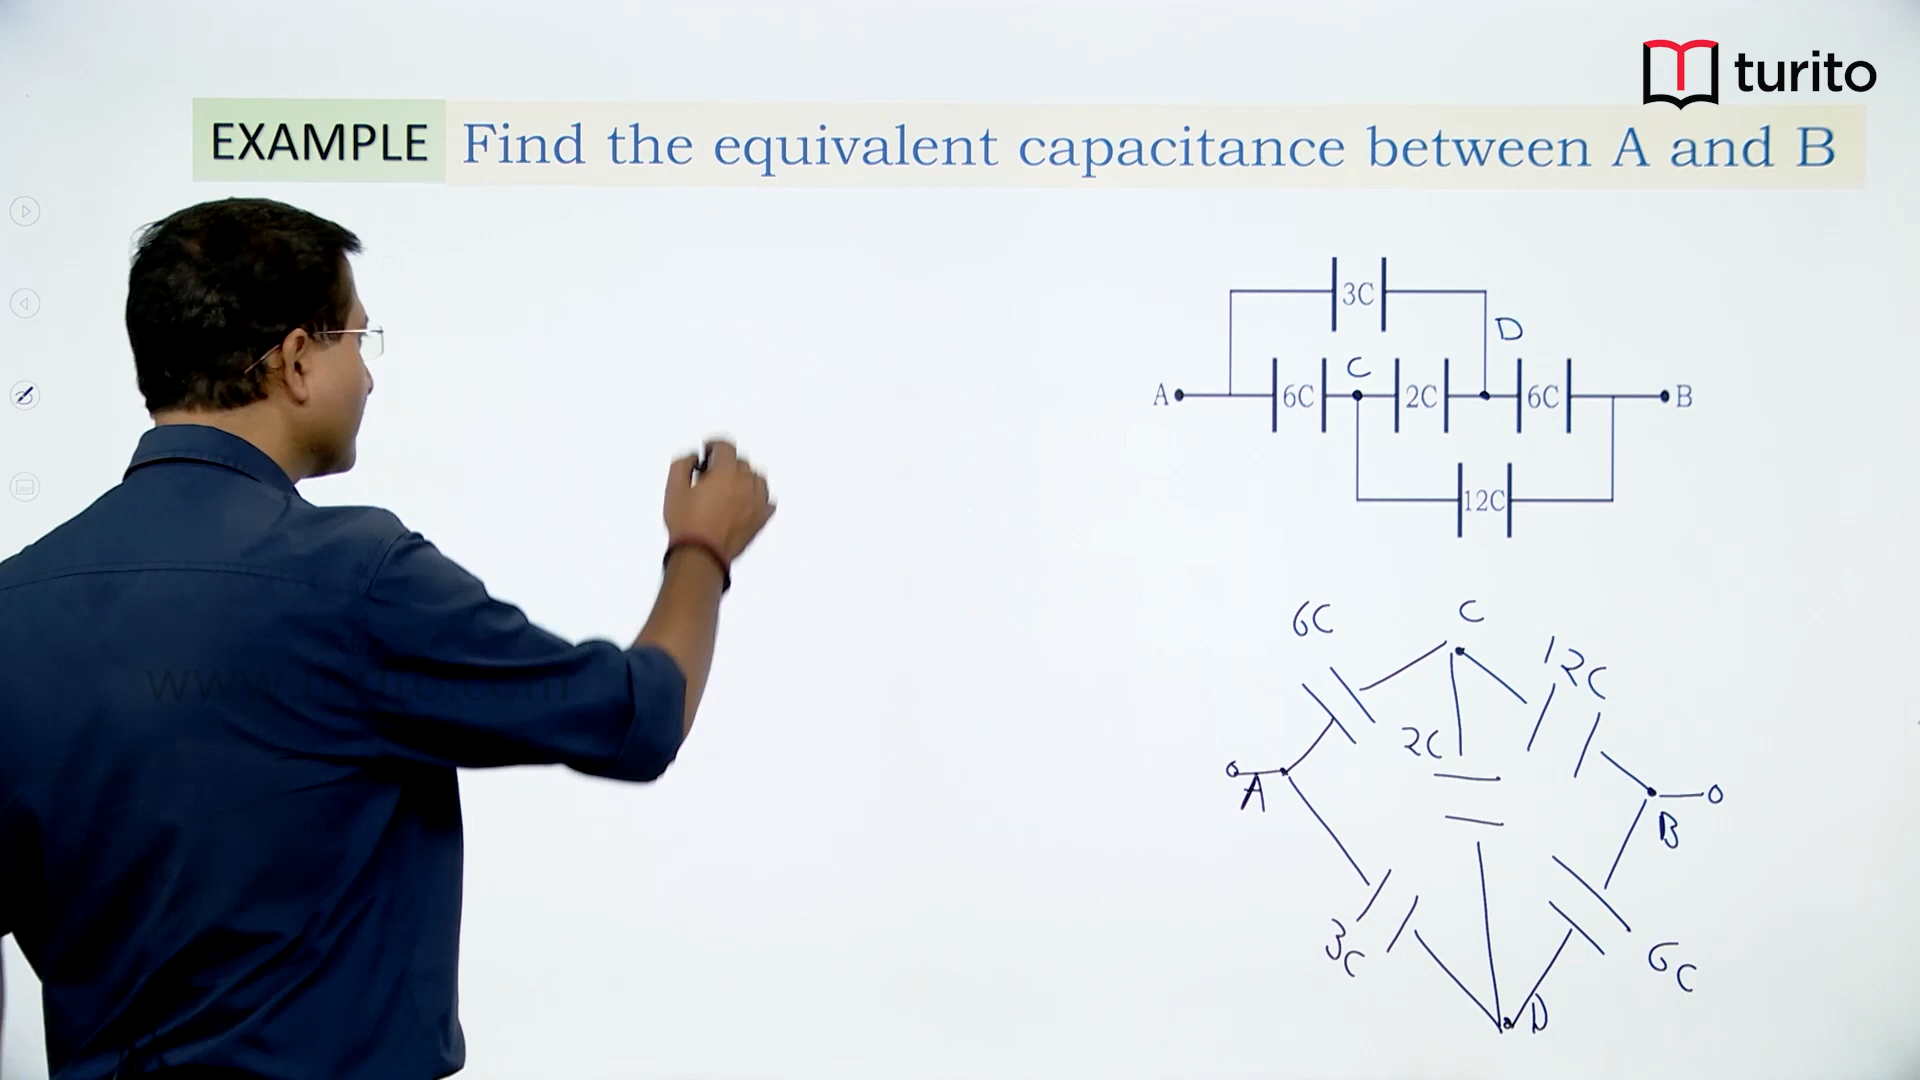 turito
EXAMPLE Find the equivalent capacitance between A and B
3C
D
C
A 6C 2C 6C B
12C
6C C 12C
2C
A B
3C 6C
D